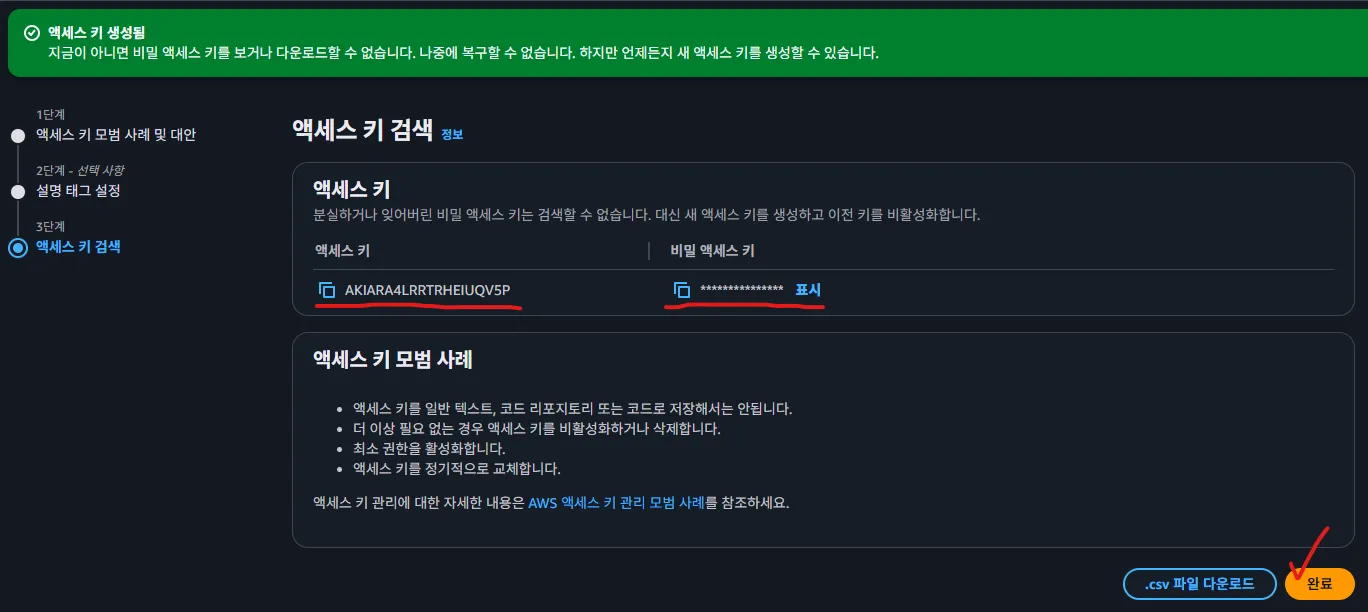 액세스 키 생성됨
지금이 아니면 비밀 액세스 키를 보거나 다운로드할 수 없습니다. 나중에 복구할 수 없습니다. 하지만 언제든지 새 액세스 키를 생성할 수 있습니다.
1단계
액세스 키 모범 사례 및 대안
2단계 - 선택 사항
설명 태그 설정
3단계
액세스 키 검색
액세스 키 검색 정보
액세스 키
분실하거나 잊어버린 비밀 액세스 키는 검색할 수 없습니다. 대신 새 액세스 키를 생성하고 이전 키를 비활성화합니다.
액세스 키 비밀 액세스 키
AKIARA4LRRTRHEIUQV5P *************** 표시
액세스 키 모범 사례
• 액세스 키를 일반 텍스트, 코드 리포지토리 또는 코드로 저장해서는 안됩니다.
• 더 이상 필요 없는 경우 액세스 키를 비활성화하거나 삭제합니다.
• 최소 권한을 활성화합니다.
• 액세스 키를 정기적으로 교체합니다.
액세스 키 관리에 대한 자세한 내용은 AWS 액세스 키 관리 모범 사례를 참조하세요.
.csv 파일 다운로드 완료